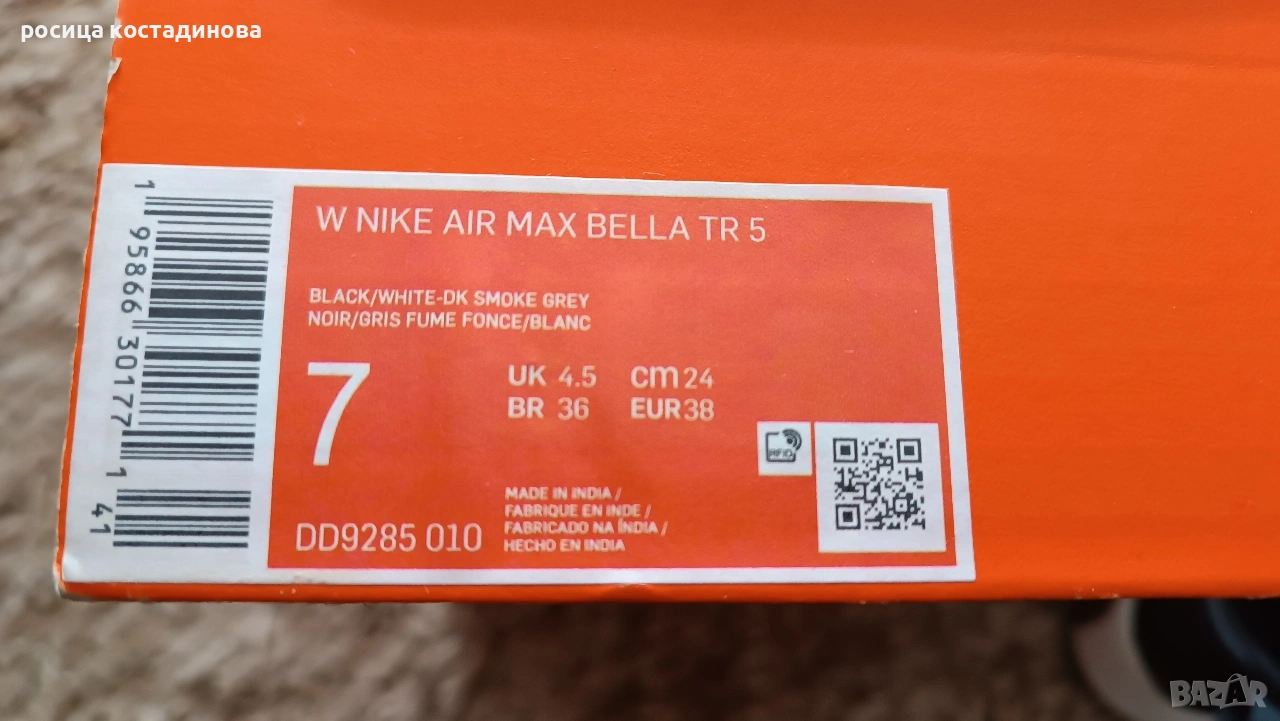 росица костадинова
W NIKE AIR MAX BELLA TR 5
BLACK/WHITE-DK SMOKE GREY
NOIR/GRIS FUME FONCE/BLANC
7
UK 4.5 cm 24
BR 36 EUR 38
RFID
DD9285 010
MADE IN INDIA /
FABRIQUE EN INDE /
FABRICADO NA ÍNDIA /
HECHO EN INDIA
1 95866 30177 1 41
BAZAR